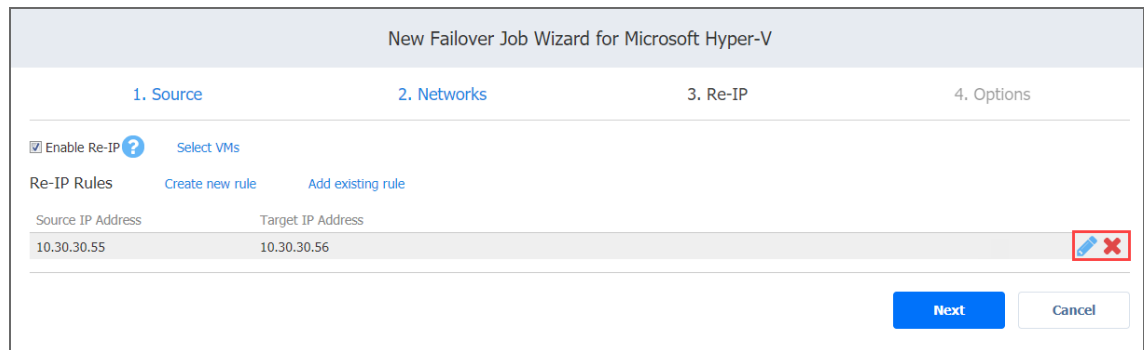 New Failover Job Wizard for Microsoft Hyper-V
1. Source 2. Networks 3. Re-IP 4. Options
Enable Re-IP ? Select VMs
Re-IP Rules Create new rule Add existing rule
Source IP Address Target IP Address
10.30.30.55 10.30.30.56
Next Cancel